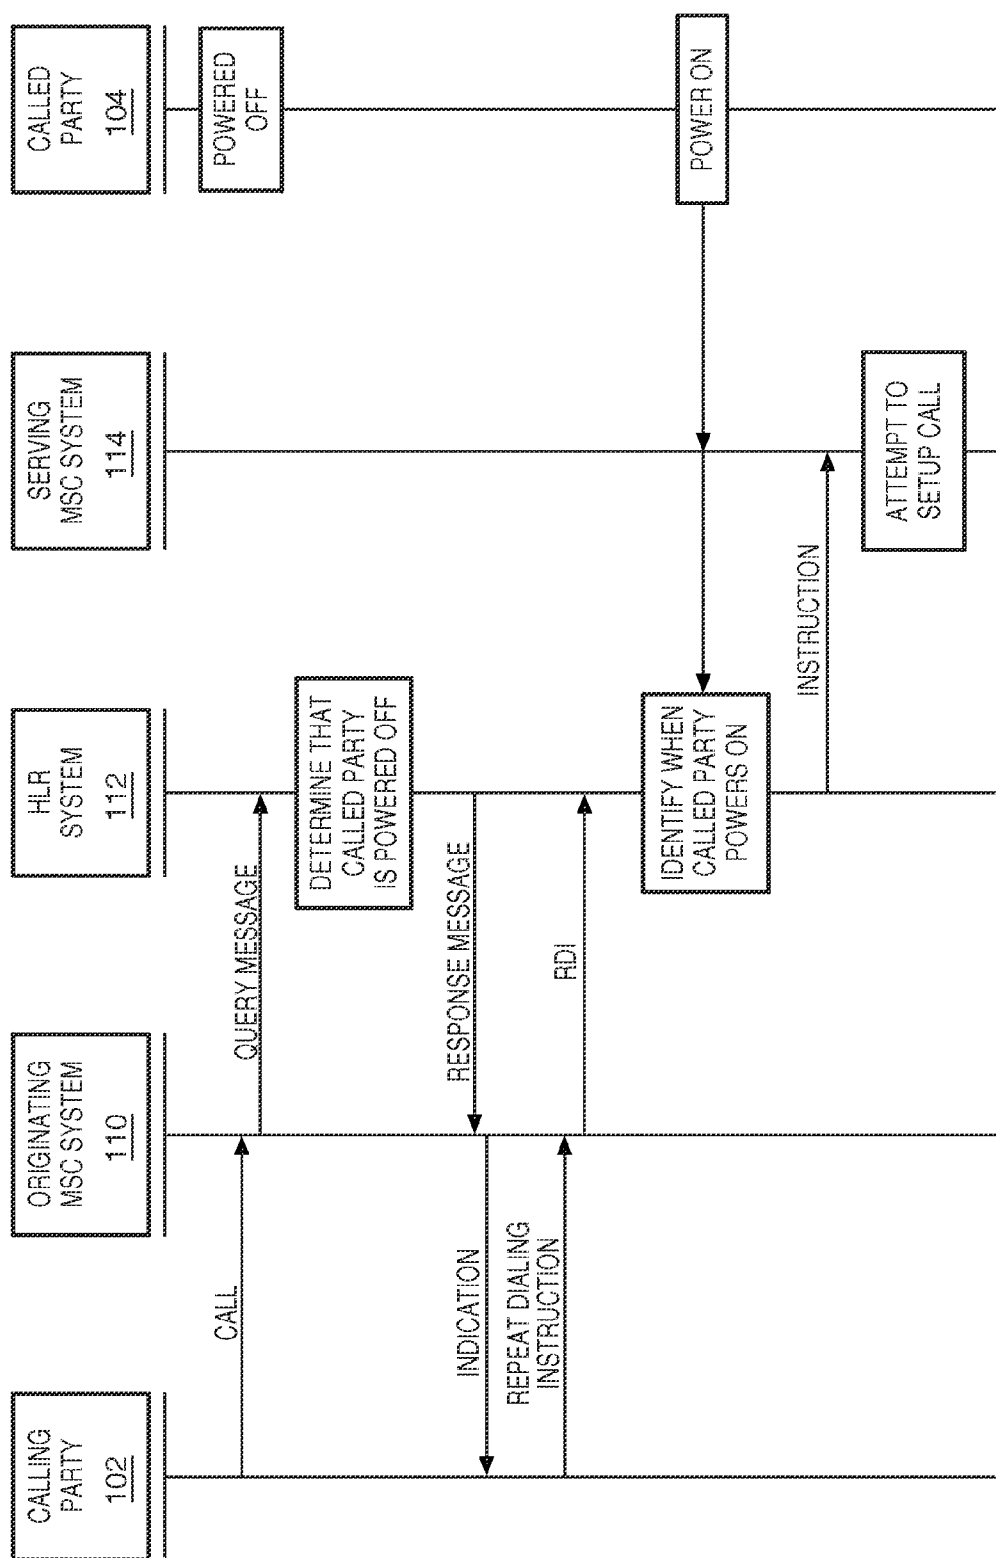 CALLING
PARTY
102
ORIGINATING
MSC SYSTEM
110
HLR
SYSTEM
112
SERVING
MSC SYSTEM
114
CALLED
PARTY
104
POWERED
OFF
CALL
QUERY MESSAGE
DETERMINE THAT
CALLED PARTY
IS POWERED OFF
RESPONSE MESSAGE
INDICATION
REPEAT DIALING
INSTRUCTION
RDI
POWER ON
IDENTIFY WHEN
CALLED PARTY
POWERS ON
INSTRUCTION
ATTEMPT TO
SETUP CALL